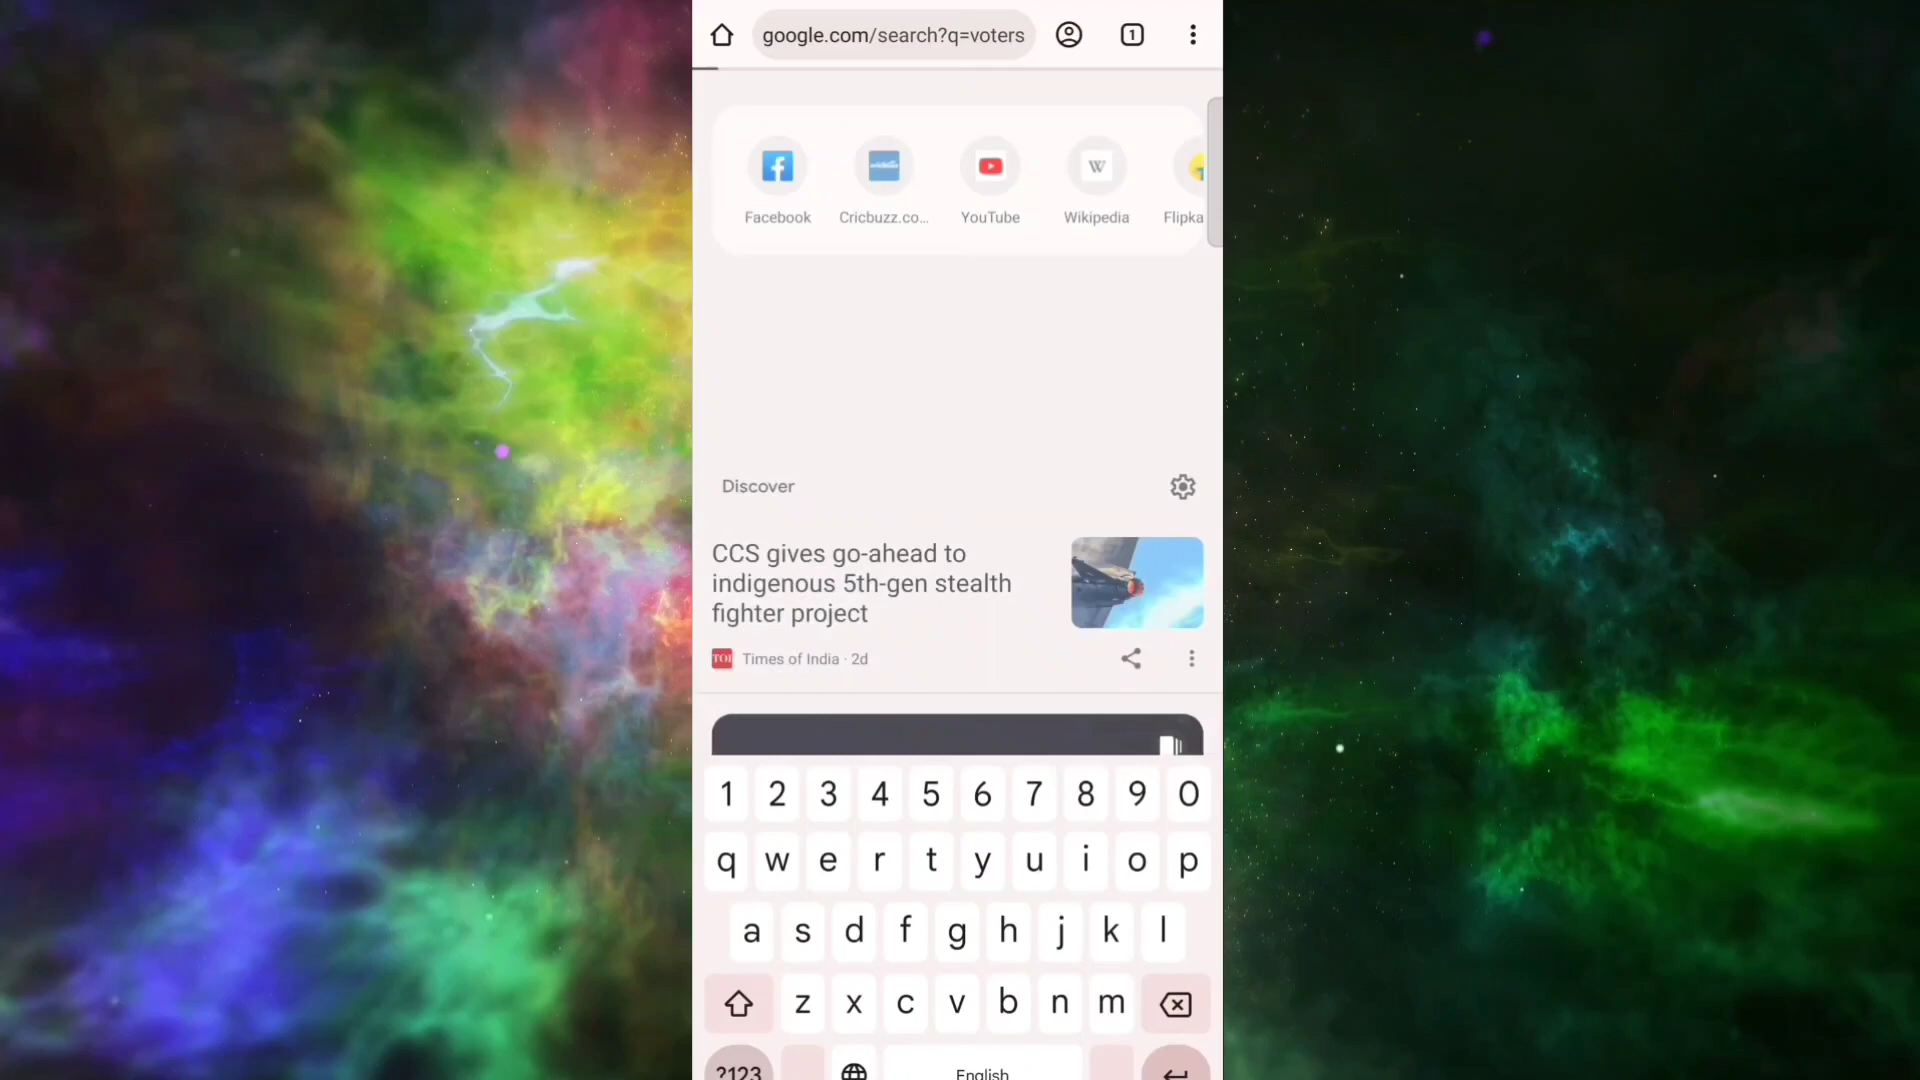 google.com/search?q=voters
1
Facebook
Cricbuzz.co...
YouTube
W
Wikipedia
Flipka
Discover
CCS gives go-ahead to
indigenous 5th-gen stealth
fighter project
TOI
Times of India · 2d
1 2 3 4 5 6 7 8 9 0
q w e r t y u i o p
a s d f g h j k l
z x c v b n m
?123
English